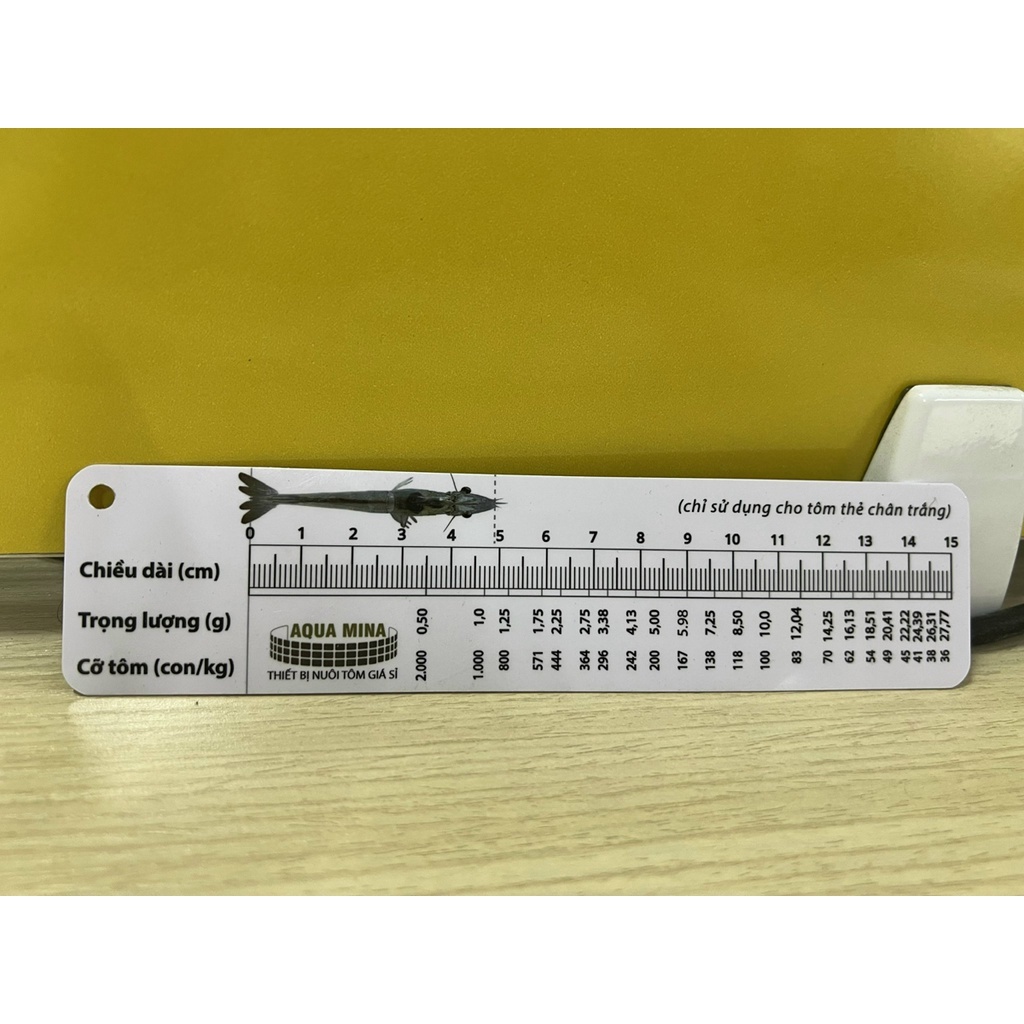 (chỉ sử dụng cho tôm thẻ chân trắng)
0 1 2 3 4 5 6 7 8 9 10 11 12 13 14 15
Chiều dài (cm)
Trọng lượng (g) 0,50 1,0 1,25 1,75 2,25 2,75 3,38 4,13 5,00 5.98 7,25 8,50 10,0 12,04 14,25 16,13 18,51 20,41 22,22 24,39 26,31 27,77
AQUA MINA
Cỡ tôm (con/kg) 2.000 1.000 800 571 444 364 296 242 200 167 138 118 100 83 70 62 54 49 45 41 38 36
THIẾT BỊ NUÔI TÔM GIÁ SỈ